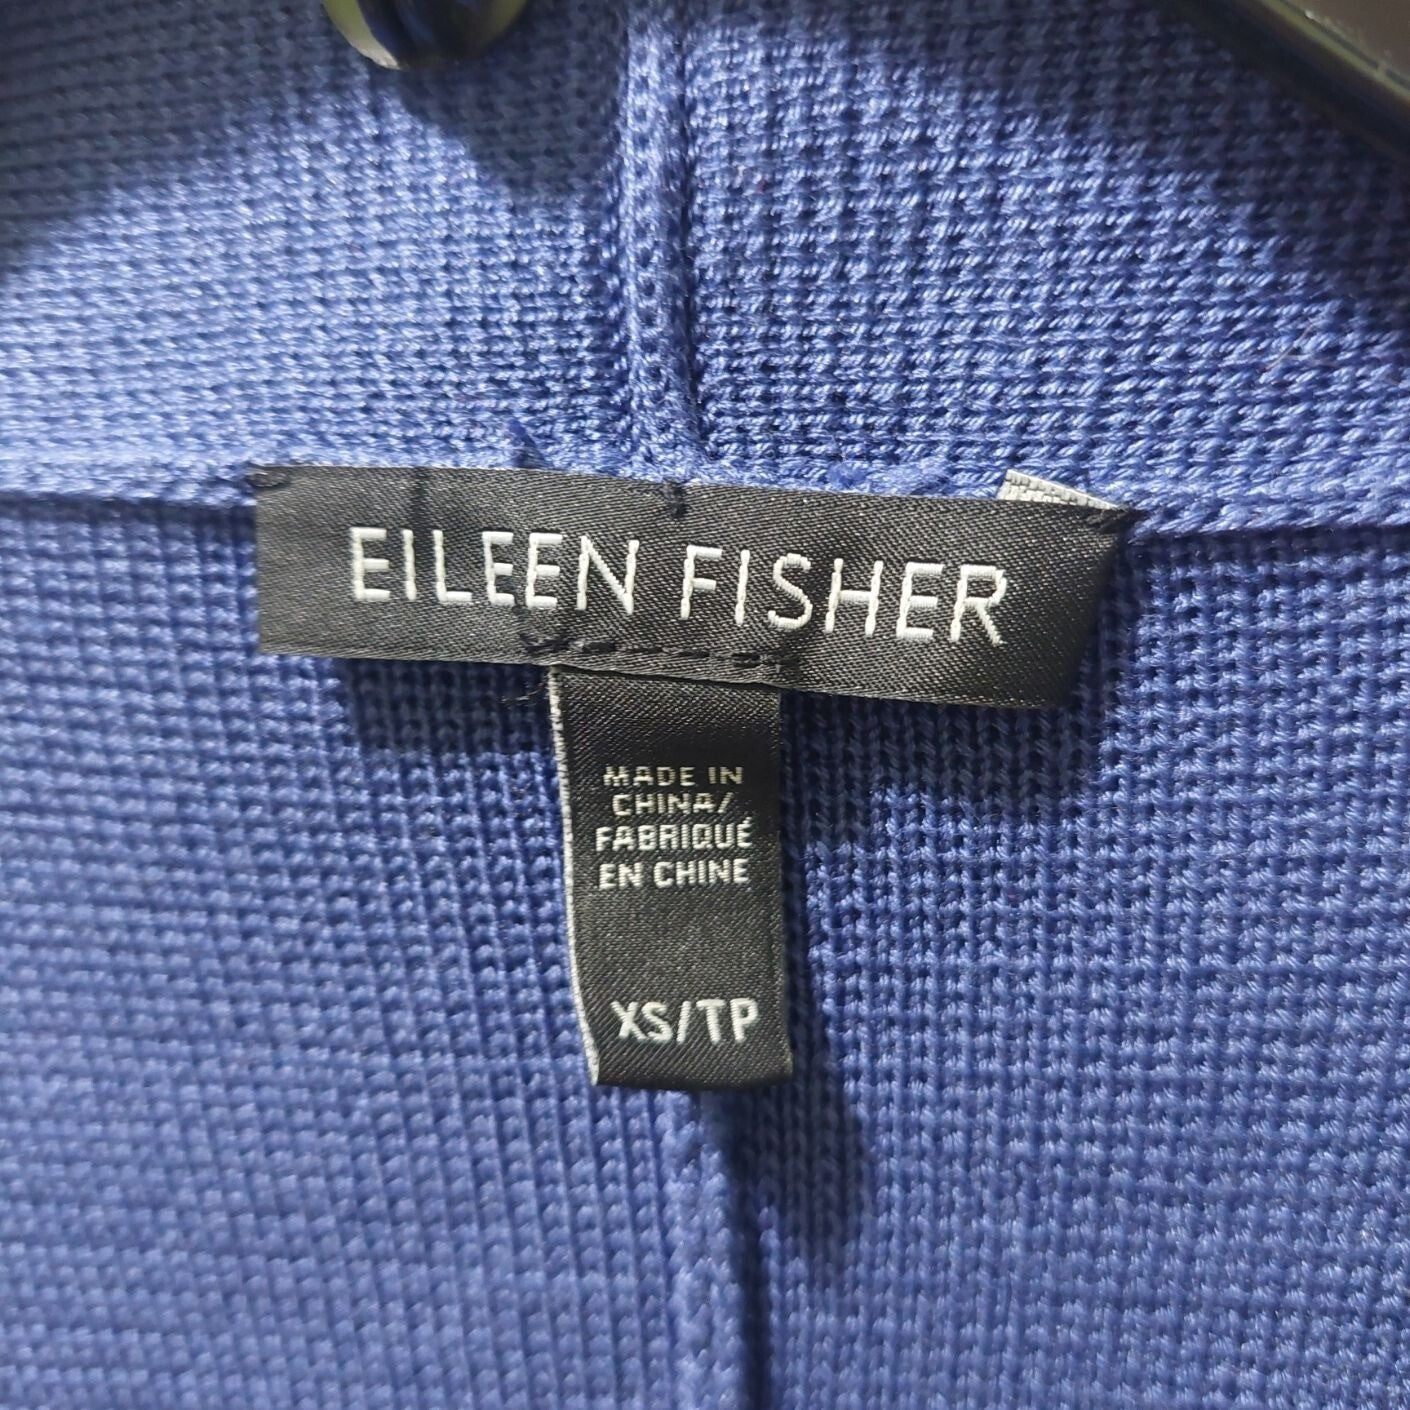 EILEEN FISHER
MADE IN
CHINA/
FABRIQUÉ
EN CHINE
XS/TP